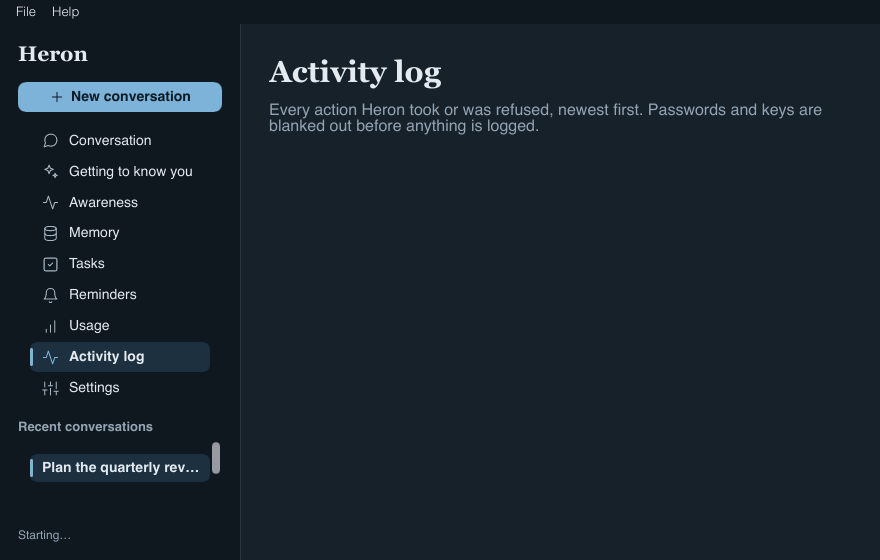 File Help
Heron
New conversation
Conversation
Getting to know you
Awareness
Memory
Tasks
Reminders
Usage
Activity log
Settings
Recent conversations
Plan the quarterly rev…
Starting…
Activity log
Every action Heron took or was refused, newest first. Passwords and keys are
blanked out before anything is logged.